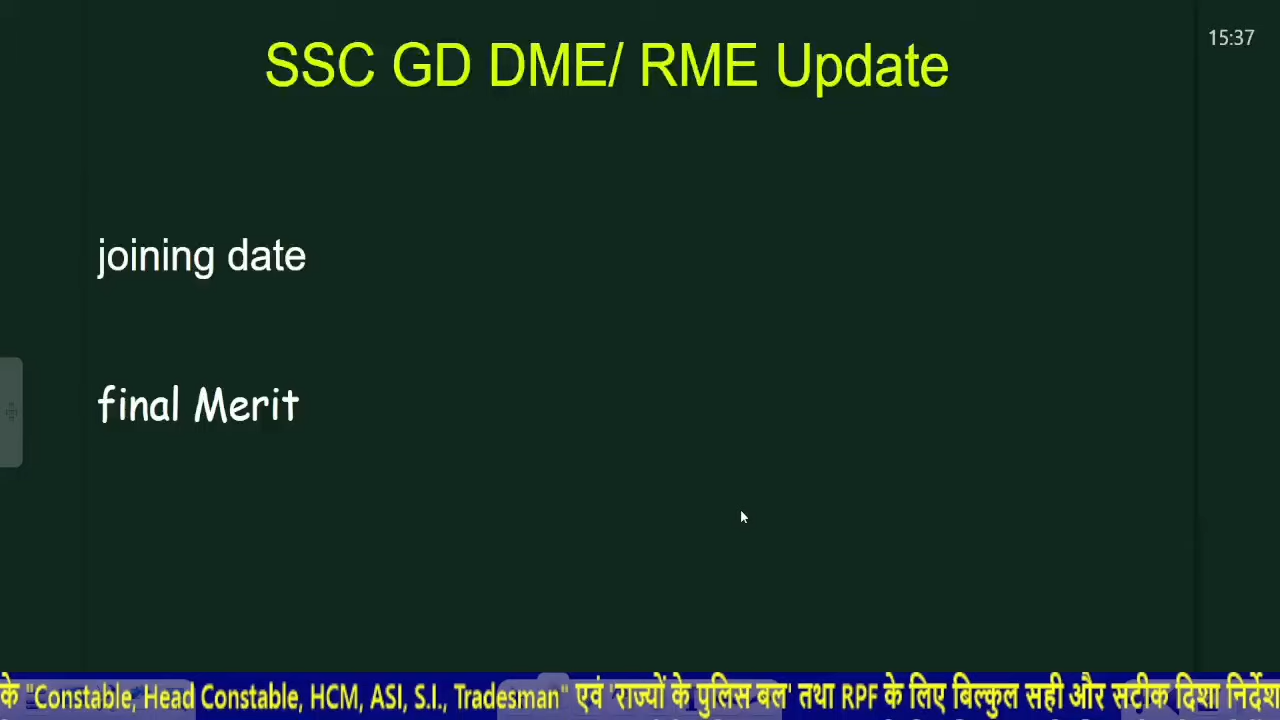 SSC GD DME/ RME Update
15:37
joining date
final Merit
के "Constable, Head Constable, HCM, ASI, S.I., Tradesman" एवं 'राज्यों के पुलिस बल' तथा RPF के लिए बिल्कुल सही और सटीक दिशा निर्देश